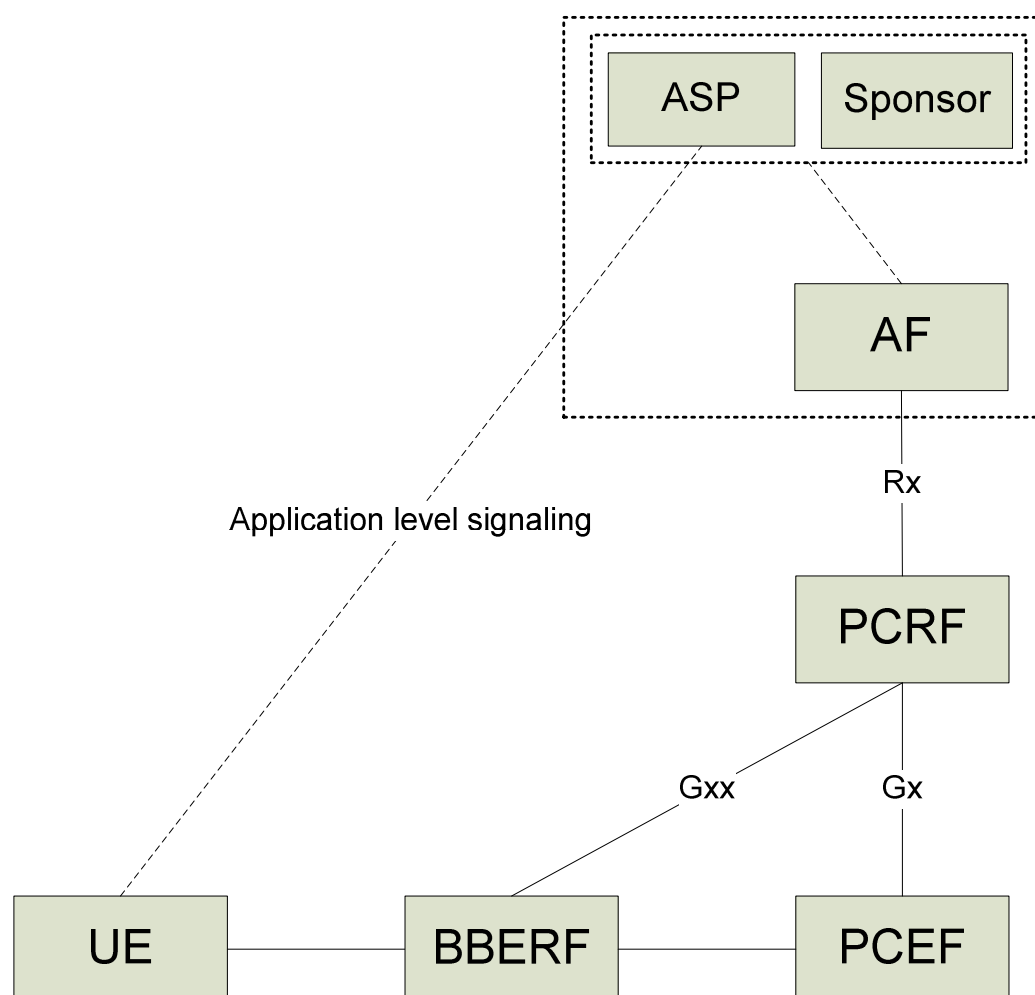 ASP
Sponsor
AF
Rx
Application level signaling
PCRF
Gxx
Gx
UE
BBERF
PCEF